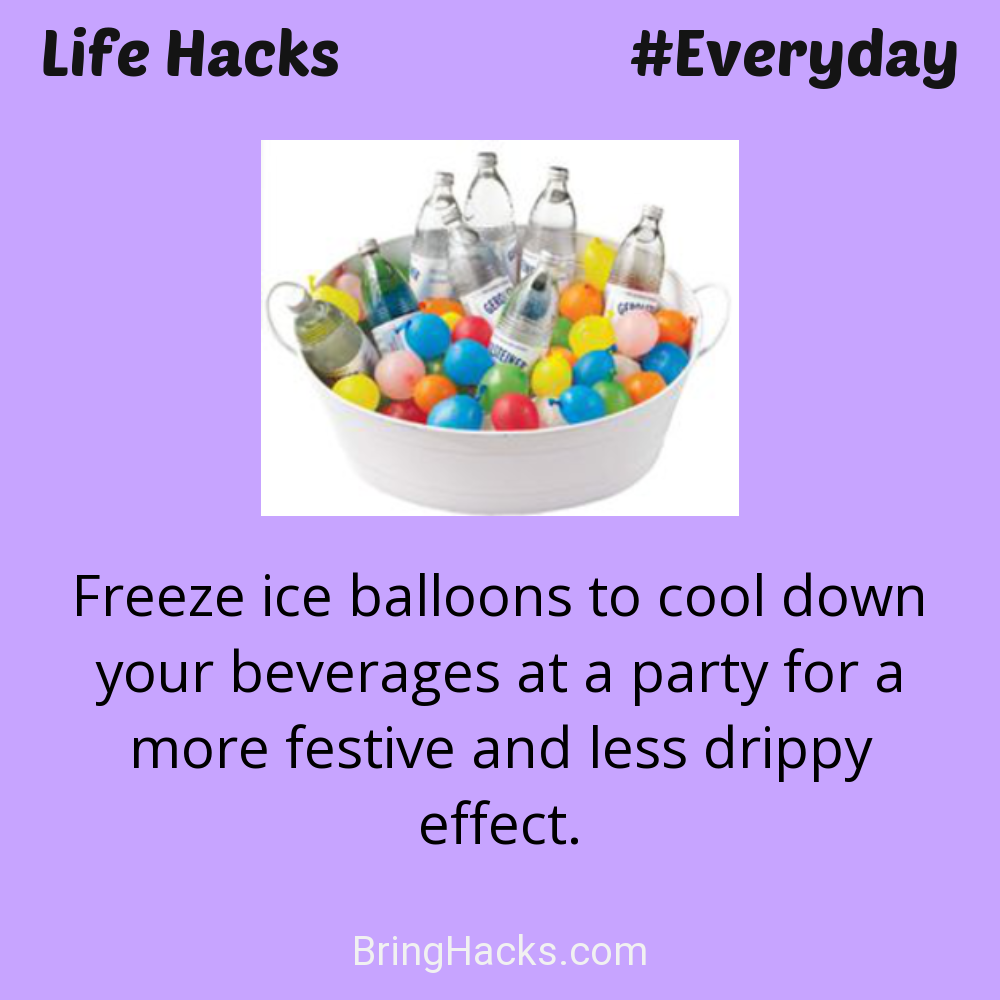 Life Hacks #Everyday
Freeze ice balloons to cool down
your beverages at a party for a
more festive and less drippy
effect.
BringHacks.com